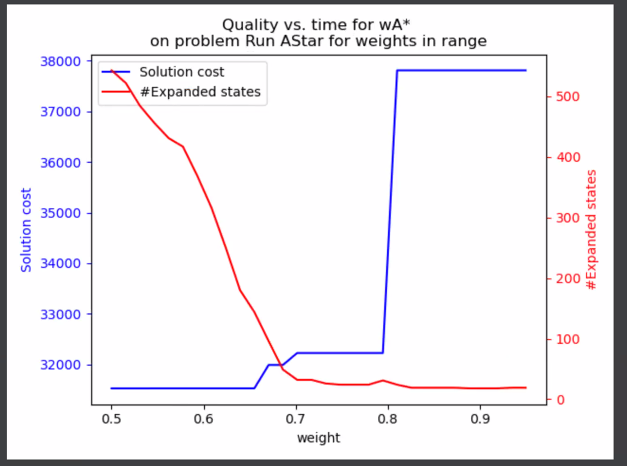 Quality vs. time for wA*
on problem Run AStar for weights in range
Solution cost
#Expanded states
38000
37000
36000
35000
34000
33000
32000
Solution cost
500
400
300
200
100
0
#Expanded states
0.5 0.6 0.7 0.8 0.9
weight